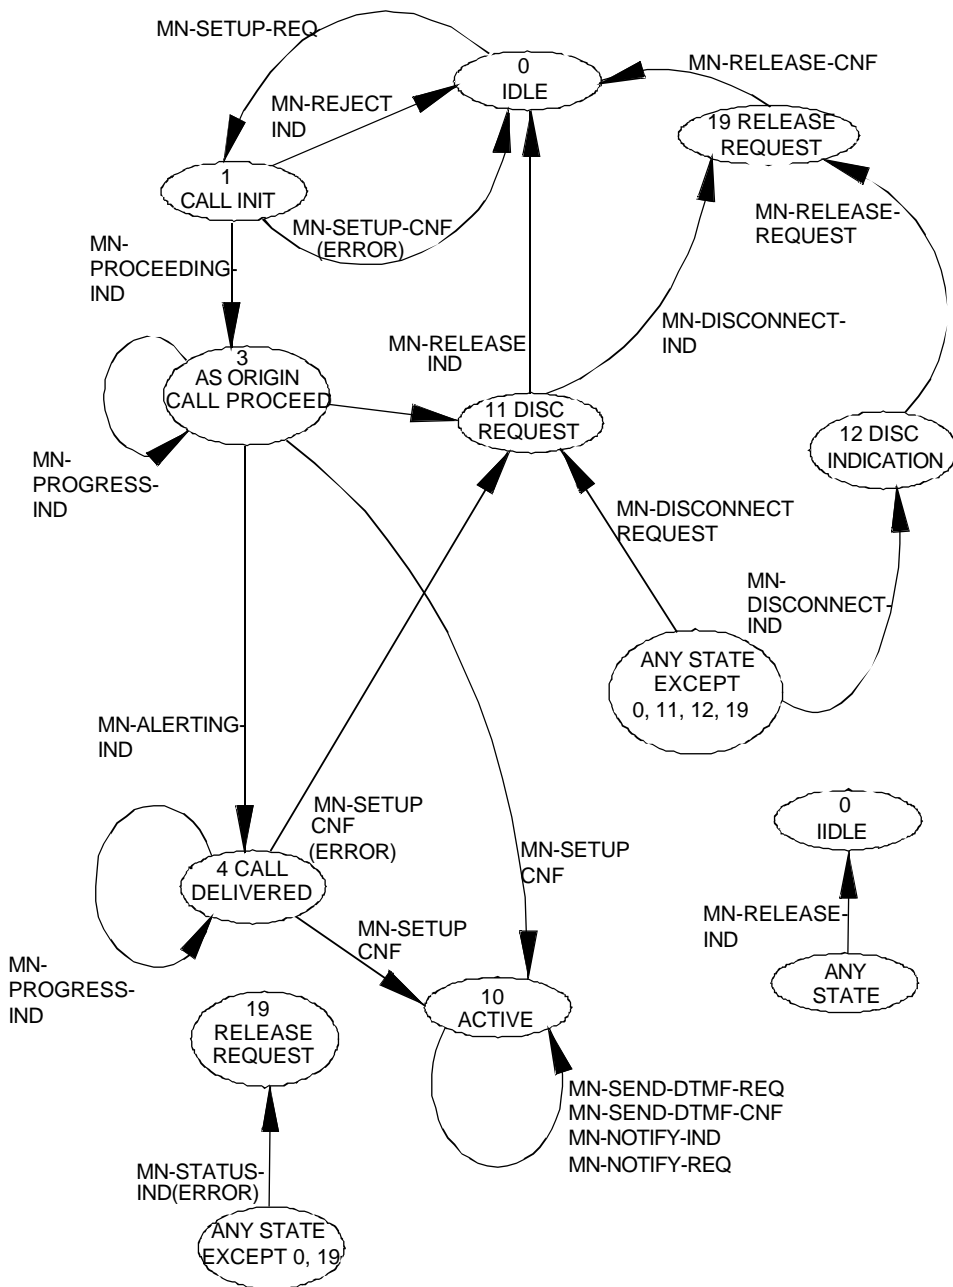 MN-SETUP-REQ
0
IDLE
MN-RELEASE-CNF
MN-REJECT
IND
19 RELEASE
REQUEST
1
CALL INIT
MN-SETUP-CNF
(ERROR)
MN-RELEASE-
REQUEST
MN-
PROCEEDING-
IND
MN-RELEASE
IND
MN-DISCONNECT-
IND
3
AS ORIGIN
CALL PROCEED
11 DISC
REQUEST
12 DISC
INDICATION
MN-
PROGRESS-
IND
MN-DISCONNECT
REQUEST
MN-
DISCONNECT-
IND
ANY STATE
EXCEPT
0, 11, 12, 19
MN-ALERTING-
IND
MN-SETUP
CNF
(ERROR)
0
IIDLE
MN-SETUP
CNF
4 CALL
DELIVERED
MN-SETUP
CNF
MN-RELEASE-
IND
MN-
PROGRESS-
IND
ANY
STATE
10
ACTIVE
19
RELEASE
REQUEST
MN-SEND-DTMF-REQ
MN-SEND-DTMF-CNF
MN-NOTIFY-IND
MN-NOTIFY-REQ
MN-STATUS-
IND(ERROR)
ANY STATE
EXCEPT 0, 19